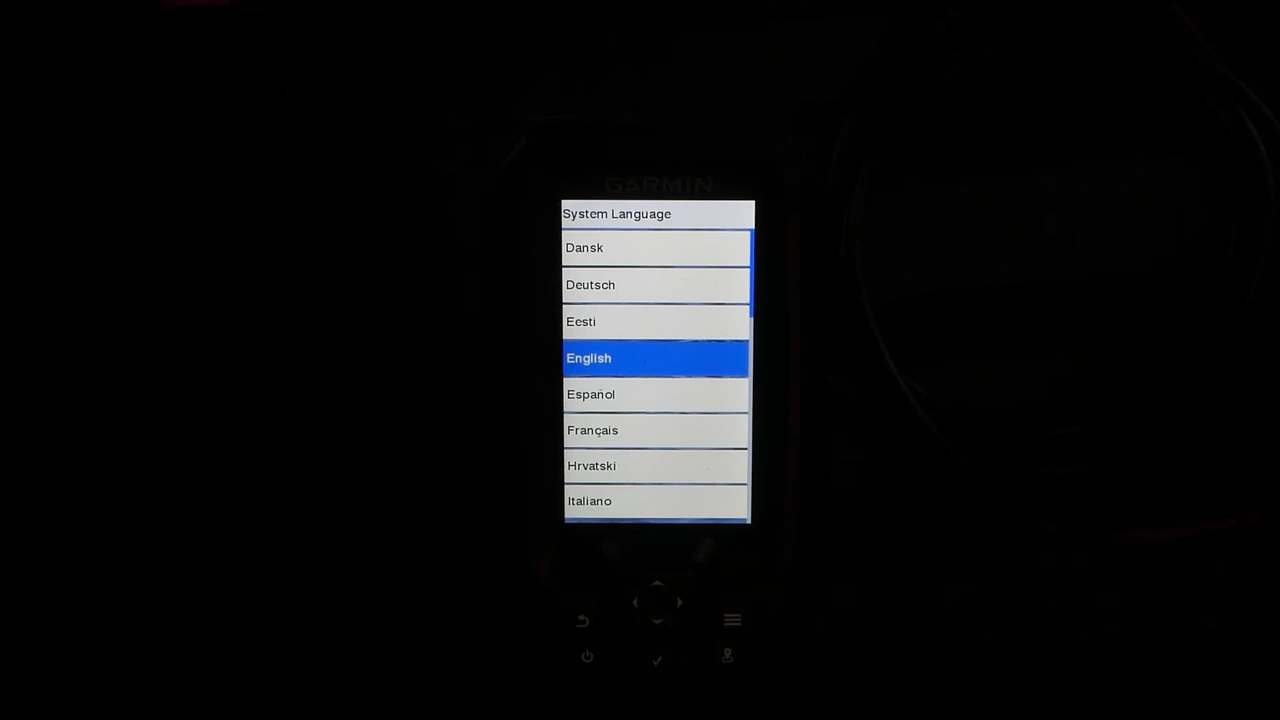 GARMIN
System Language
Dansk
Deutsch
Eesti
English
Español
Français
Hrvatski
Italiano